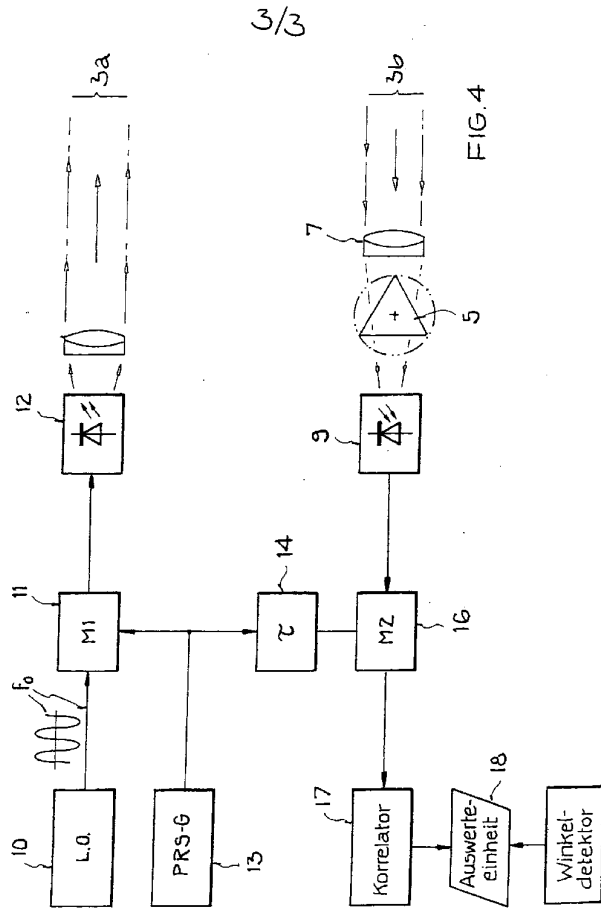 3/3
3a
12
11
M1
F₀
10
L.O.
PRS-G
13
14
τ
3b
7
5
9
M2
16
17
Korrelator
18
Auswerte-
einheit
Winkel-
detektor
FIG. 4